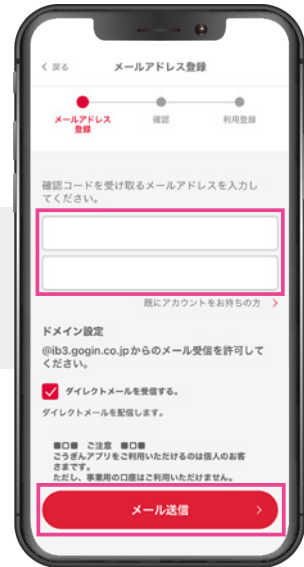 戻る メールアドレス登録
メールアドレス
登録
確認
利用登録
確認コードを受け取るメールアドレスを入力し
てください。
既にアカウントをお持ちの方
ドメイン設定
@ib3.gogin.co.jpからのメール受信を許可して
ください。
ダイレクトメールを受信する。
ダイレクトメールを配信します。
■□■ ご注意 ■□■
ごうぎんアプリをご利用いただけるのは個人のお客
さまです。
ただし、事業用の口座はご利用いただけません。
メール送信